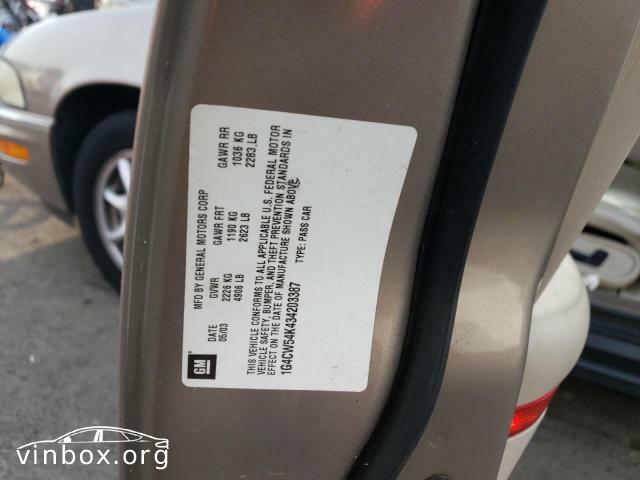 GM
MFD BY GENERAL MOTORS CORP
DATE GVWR GAWR FRT GAWR RR
05/03 2226 KG 1190 KG 1036 KG
4906 LB 2623 LB 2283 LB
THIS VEHICLE CONFORMS TO ALL APPLICABLE U.S. FEDERAL MOTOR
VEHICLE SAFETY, BUMPER, AND THEFT PREVENTION STANDARDS IN
EFFECT ON THE DATE OF MANUFACTURE SHOWN ABOVE.
1G4CW54K434203387 TYPE: PASS CAR
vinbox.org